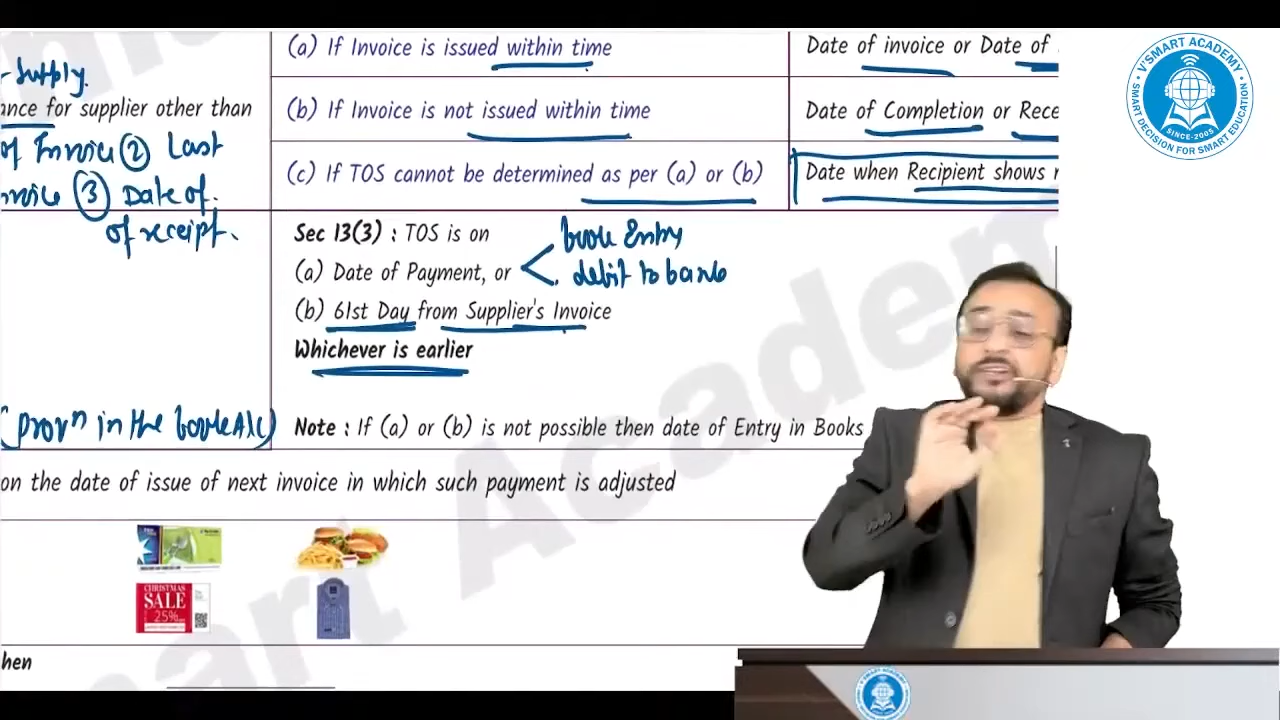 (a) If Invoice is issued within time
Date of invoice or Date of
- Supply.
ance for supplier other than
(b) If Invoice is not issued within time
Date of Completion or Rece
of Invoice ② Last
nvoice ③ Date of
of receipt.
(c) If TOS cannot be determined as per (a) or (b)
Date when Recipient shows r
Sec 13(3) : TOS is on
(a) Date of Payment, or
book Entry
debit to bank
(b) 61st Day from Supplier's Invoice
Whichever is earlier
(provn in the book A/c)
Note : If (a) or (b) is not possible then date of Entry in Books
on the date of issue of next invoice in which such payment is adjusted
CHRISTMAS
SALE
25%
hen
V'SMART ACADEMY
SMART DECISION FOR SMART EDUCATION
SINCE-2005
ari Academ